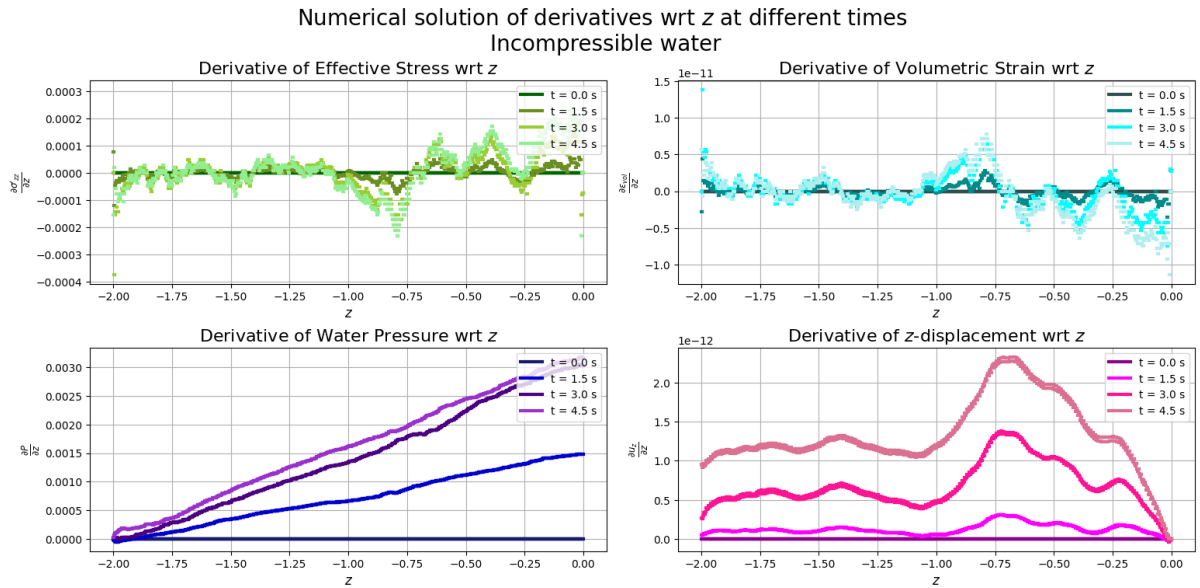 Numerical solution of derivatives wrt z at different times
Incompressible water
Derivative of Effective Stress wrt z
0.0003
0.0002
0.0001
0.0000
−0.0001
−0.0002
−0.0003
−0.0004
∂σ'zz
∂z
t = 0.0 s
t = 1.5 s
t = 3.0 s
t = 4.5 s
−2.00 −1.75 −1.50 −1.25 −1.00 −0.75 −0.50 −0.25 0.00
z
Derivative of Volumetric Strain wrt z
1e−11
1.5
1.0
0.5
0.0
−0.5
−1.0
∂ε_vol
∂z
t = 0.0 s
t = 1.5 s
t = 3.0 s
t = 4.5 s
−2.00 −1.75 −1.50 −1.25 −1.00 −0.75 −0.50 −0.25 0.00
z
Derivative of Water Pressure wrt z
0.0030
0.0025
0.0020
0.0015
0.0010
0.0005
0.0000
∂P
∂z
t = 0.0 s
t = 1.5 s
t = 3.0 s
t = 4.5 s
−2.00 −1.75 −1.50 −1.25 −1.00 −0.75 −0.50 −0.25 0.00
z
Derivative of z-displacement wrt z
1e−12
2.0
1.5
1.0
0.5
0.0
∂u_z
∂z
t = 0.0 s
t = 1.5 s
t = 3.0 s
t = 4.5 s
−2.00 −1.75 −1.50 −1.25 −1.00 −0.75 −0.50 −0.25 0.00
z